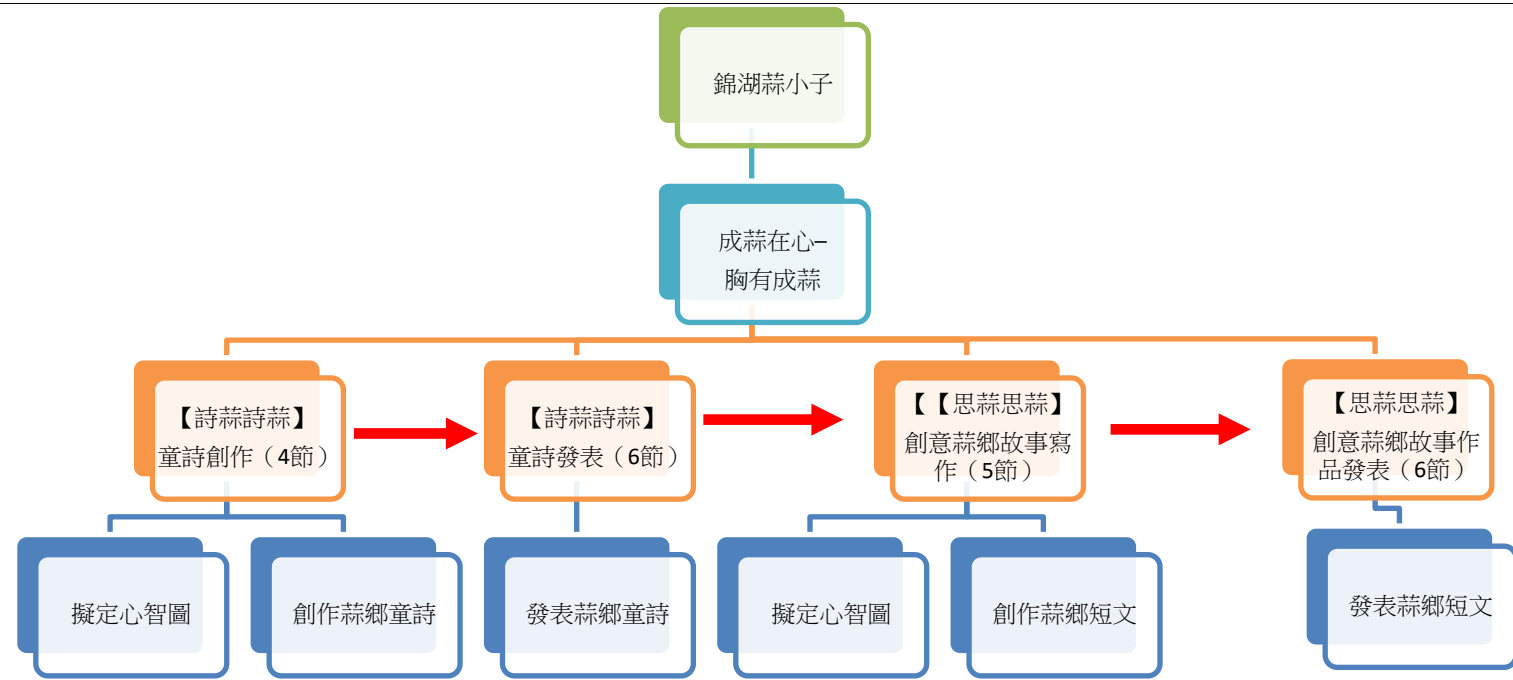 錦湖蒜小子
成蒜在心–
胸有成蒜
【詩蒜詩蒜】
童詩創作（4節）
【詩蒜詩蒜】
童詩發表（6節）
【【思蒜思蒜】
創意蒜鄉故事寫
作（5節）
【思蒜思蒜】
創意蒜鄉故事作
品發表（6節）
擬定心智圖
創作蒜鄉童詩
發表蒜鄉童詩
擬定心智圖
創作蒜鄉短文
發表蒜鄉短文